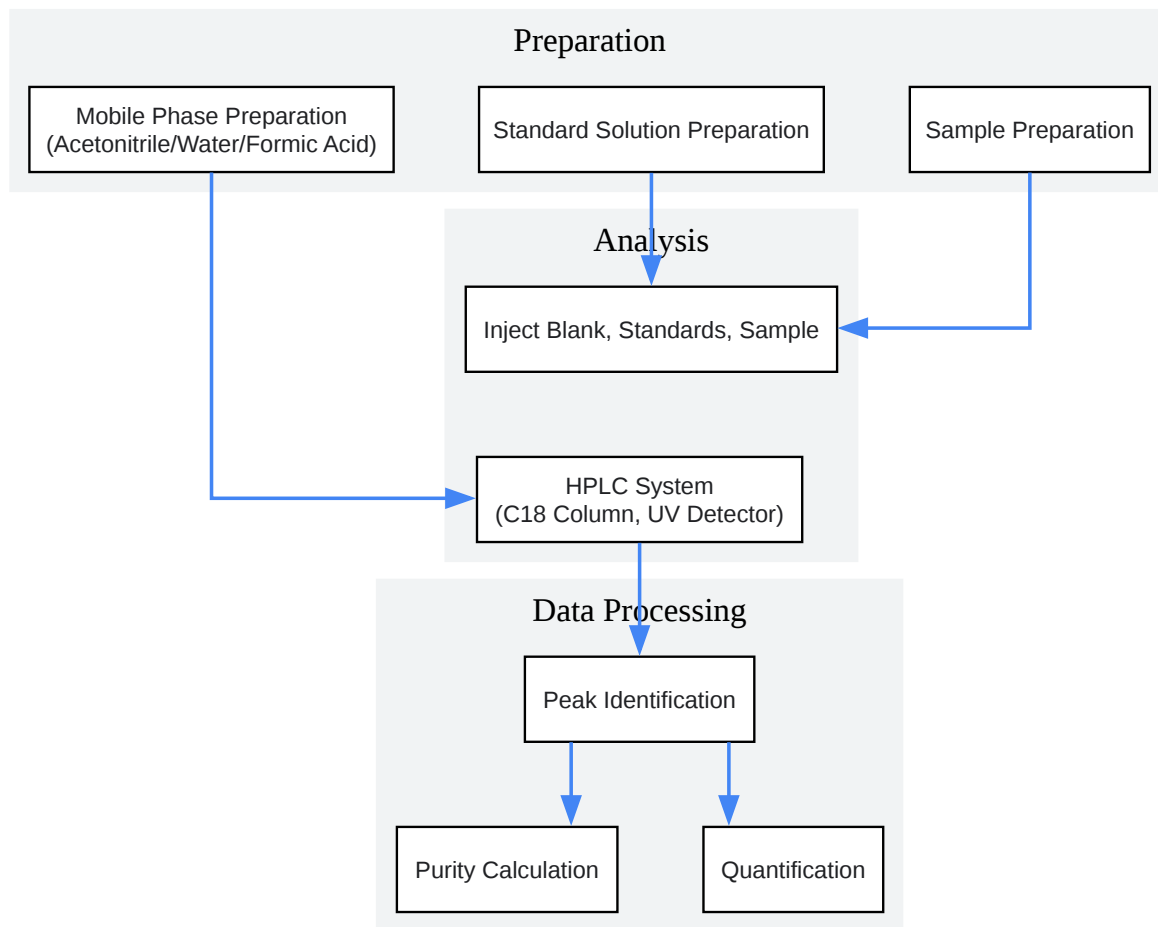 Preparation
Mobile Phase Preparation
(Acetonitrile/Water/Formic Acid)
Standard Solution Preparation
Sample Preparation
Analysis
Inject Blank, Standards, Sample
HPLC System
(C18 Column, UV Detector)
Data Processing
Peak Identification
Purity Calculation
Quantification